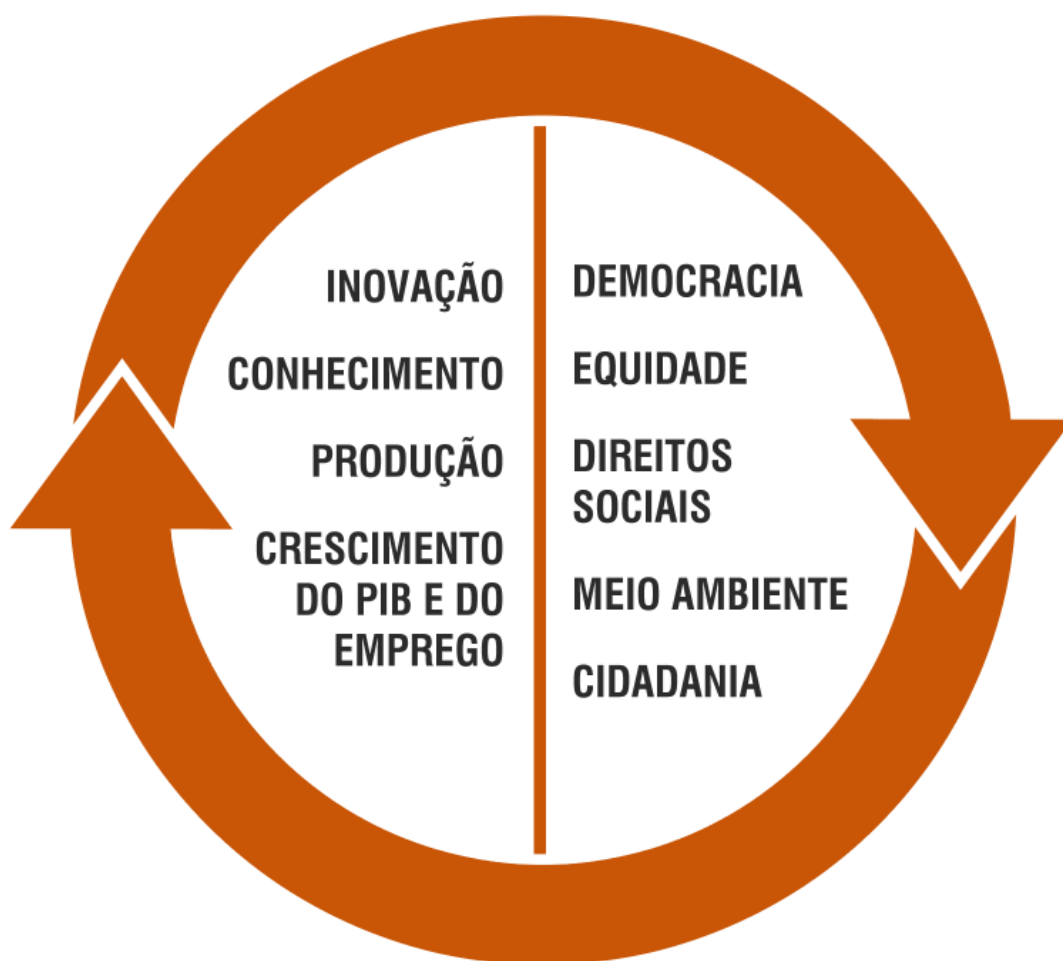 INOVAÇÃO
CONHECIMENTO
PRODUÇÃO
CRESCIMENTO
DO PIB E DO
EMPREGO
DEMOCRACIA
EQUIDADE
DIREITOS
SOCIAIS
MEIO AMBIENTE
CIDADANIA